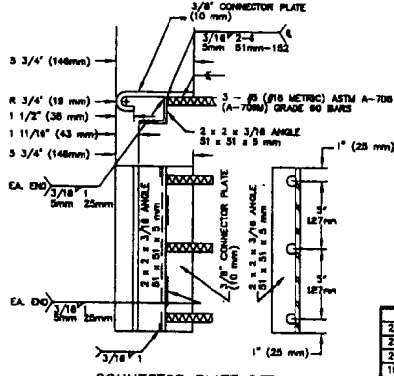 3/8" CONNECTOR PLATE
(10 mm)
3/16 2-6
5mm 51mm-152
5 3/4" (146mm)
R 3/4" (19 mm)
1 1/2" (38 mm)
1 11/16" (43 mm)
5 3/4" (146mm)
3 - #5 (#16 METRIC) ASTM A-706
(A-706M) GRADE 60 BARS
2 x 2 x 3/16 ANGLE
51 x 51 x 5 mm
1" (25 mm)
EA. END
3/16 1
5mm 25mm
2 x 2 x 3/16 ANGLE
51 x 51 x 5 mm
3/8" CONNECTOR PLATE
(10 mm)
2 x 2 x 3/16 ANGLE
51 x 51 x 5 mm
127mm
127mm
EA. END
3/16 1
5mm 25mm
3/16 1
1" (25 mm)
CONNECTOR PLATE